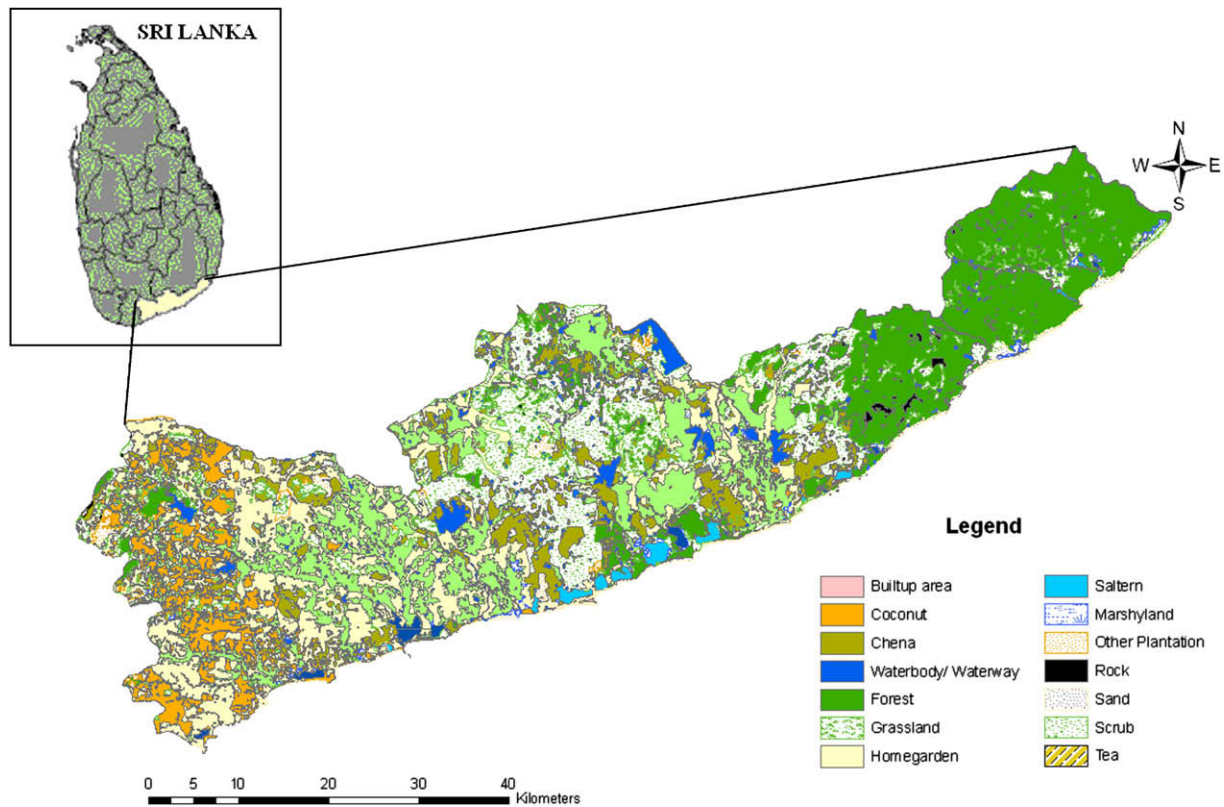 SRI LANKA
N
W E
S
Legend
Builtup area
Coconut
Chena
Waterbody/ Waterway
Forest
Grassland
Homegarden
Saltern
Marshyland
Other Plantation
Rock
Sand
Scrub
Tea
0 5 10 20 30 40
Kilometers